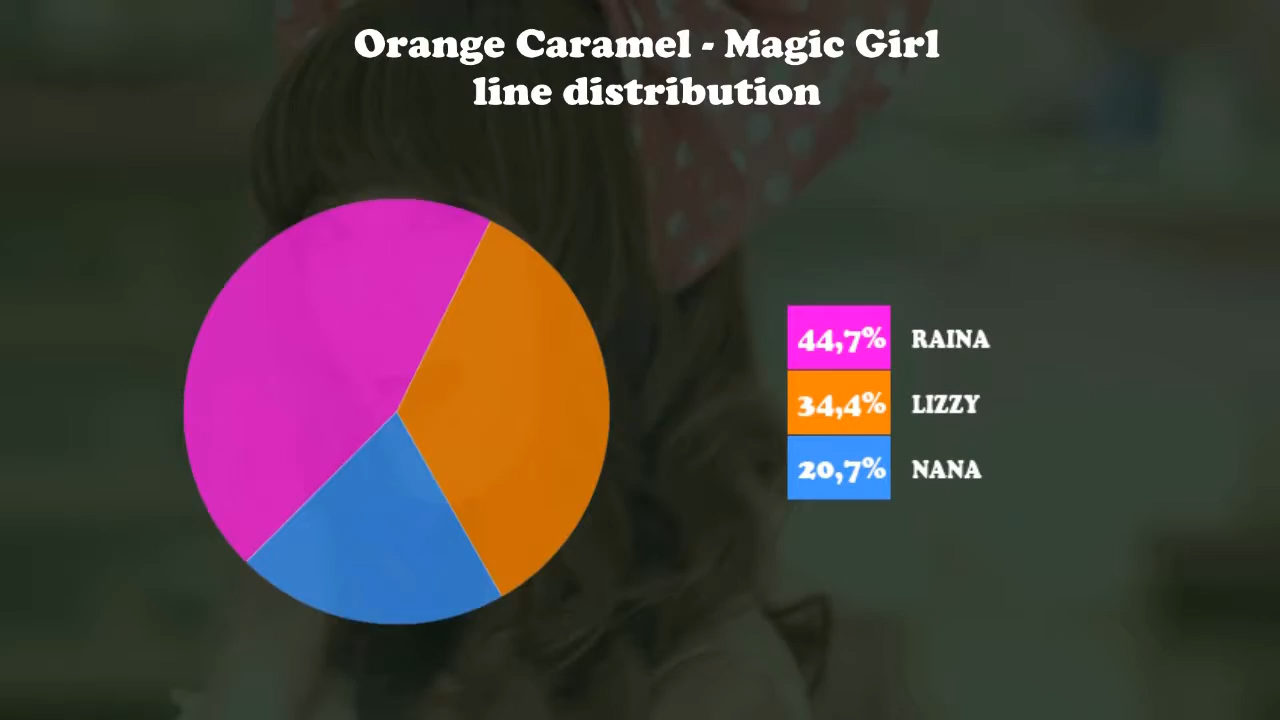 Orange Caramel - Magic Girl
line distribution
44,7% RAINA
34,4% LIZZY
20,7% NANA